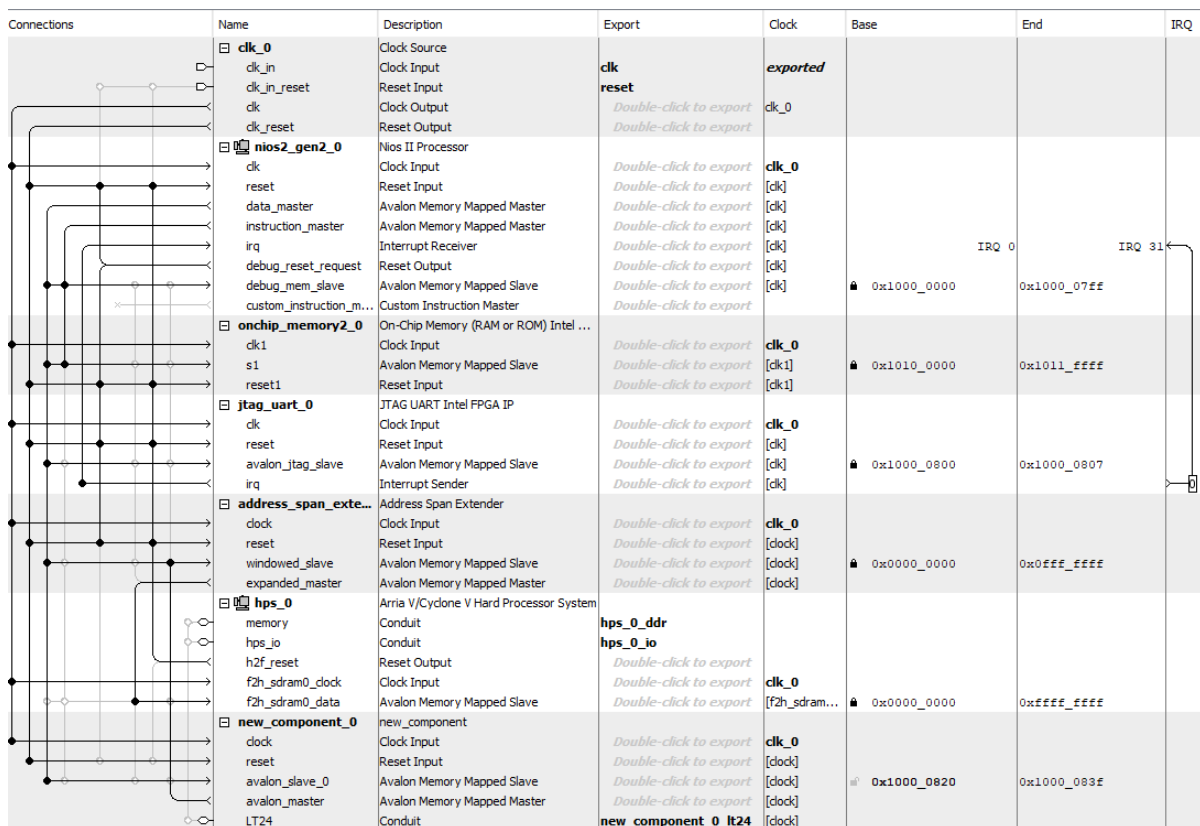 Connections Name Description Export Clock Base End IRQ
clk_0 Clock Source
clk_in Clock Input clk exported
clk_in_reset Reset Input reset
clk Clock Output Double-click to export clk_0
clk_reset Reset Output Double-click to export
nios2_gen2_0 Nios II Processor
clk Clock Input Double-click to export clk_0
reset Reset Input Double-click to export [clk]
data_master Avalon Memory Mapped Master Double-click to export [clk]
instruction_master Avalon Memory Mapped Master Double-click to export [clk]
irq Interrupt Receiver Double-click to export [clk] IRQ 0 IRQ 31
debug_reset_request Reset Output Double-click to export [clk]
debug_mem_slave Avalon Memory Mapped Slave Double-click to export [clk] 0x1000_0000 0x1000_07ff
custom_instruction_m... Custom Instruction Master Double-click to export
onchip_memory2_0 On-Chip Memory (RAM or ROM) Intel ...
clk1 Clock Input Double-click to export clk_0
s1 Avalon Memory Mapped Slave Double-click to export [clk1] 0x1010_0000 0x1011_ffff
reset1 Reset Input Double-click to export [clk1]
jtag_uart_0 JTAG UART Intel FPGA IP
clk Clock Input Double-click to export clk_0
reset Reset Input Double-click to export [clk]
avalon_jtag_slave Avalon Memory Mapped Slave Double-click to export [clk] 0x1000_0800 0x1000_0807
irq Interrupt Sender Double-click to export [clk] 0
address_span_exte... Address Span Extender
clock Clock Input Double-click to export clk_0
reset Reset Input Double-click to export [clock]
windowed_slave Avalon Memory Mapped Slave Double-click to export [clock] 0x0000_0000 0x0fff_ffff
expanded_master Avalon Memory Mapped Master Double-click to export [clock]
hps_0 Arria V/Cyclone V Hard Processor System
memory Conduit hps_0_ddr
hps_io Conduit hps_0_io
h2f_reset Reset Output Double-click to export
f2h_sdram0_clock Clock Input Double-click to export clk_0
f2h_sdram0_data Avalon Memory Mapped Slave Double-click to export [f2h_sdram... 0x0000_0000 0xffff_ffff
new_component_0 new_component
clock Clock Input Double-click to export clk_0
reset Reset Input Double-click to export [clock]
avalon_slave_0 Avalon Memory Mapped Slave Double-click to export [clock] 0x1000_0820 0x1000_083f
avalon_master Avalon Memory Mapped Master Double-click to export [clock]
LT24 Conduit new_component_0_lt24 [clock]